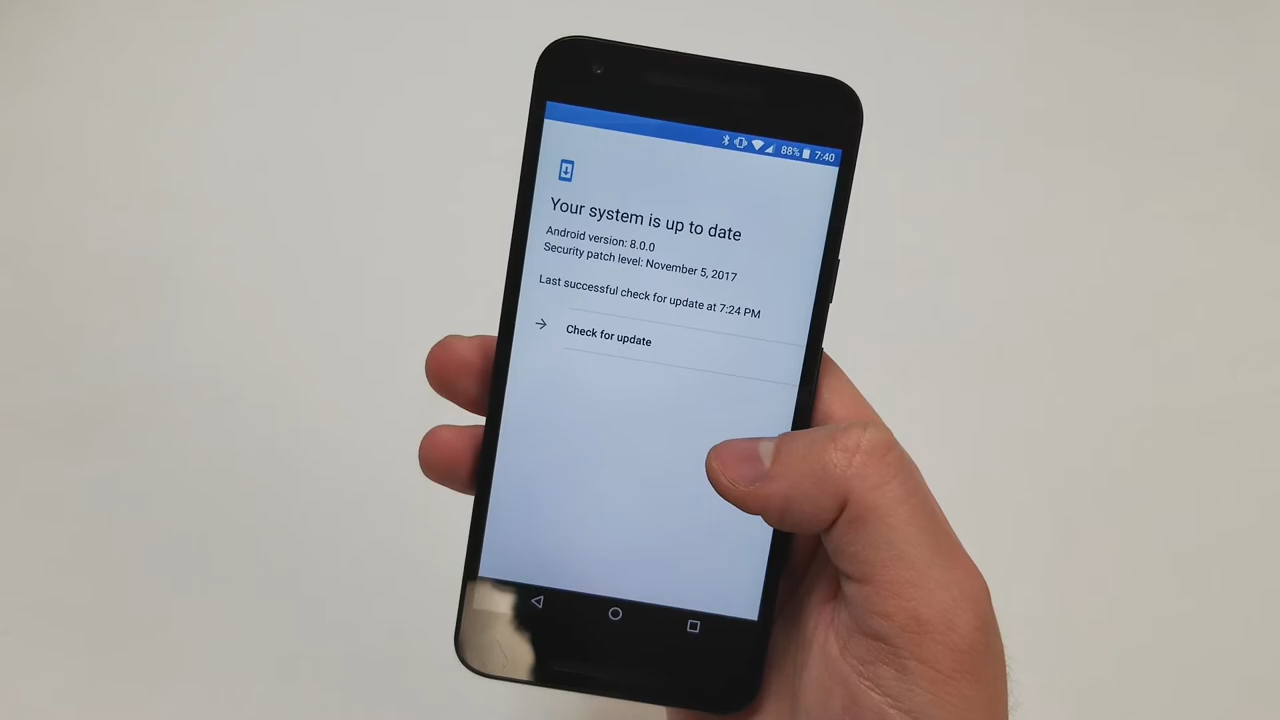 88% 7:40
Your system is up to date
Android version: 8.0.0
Security patch level: November 5, 2017
Last successful check for update at 7:24 PM
Check for update